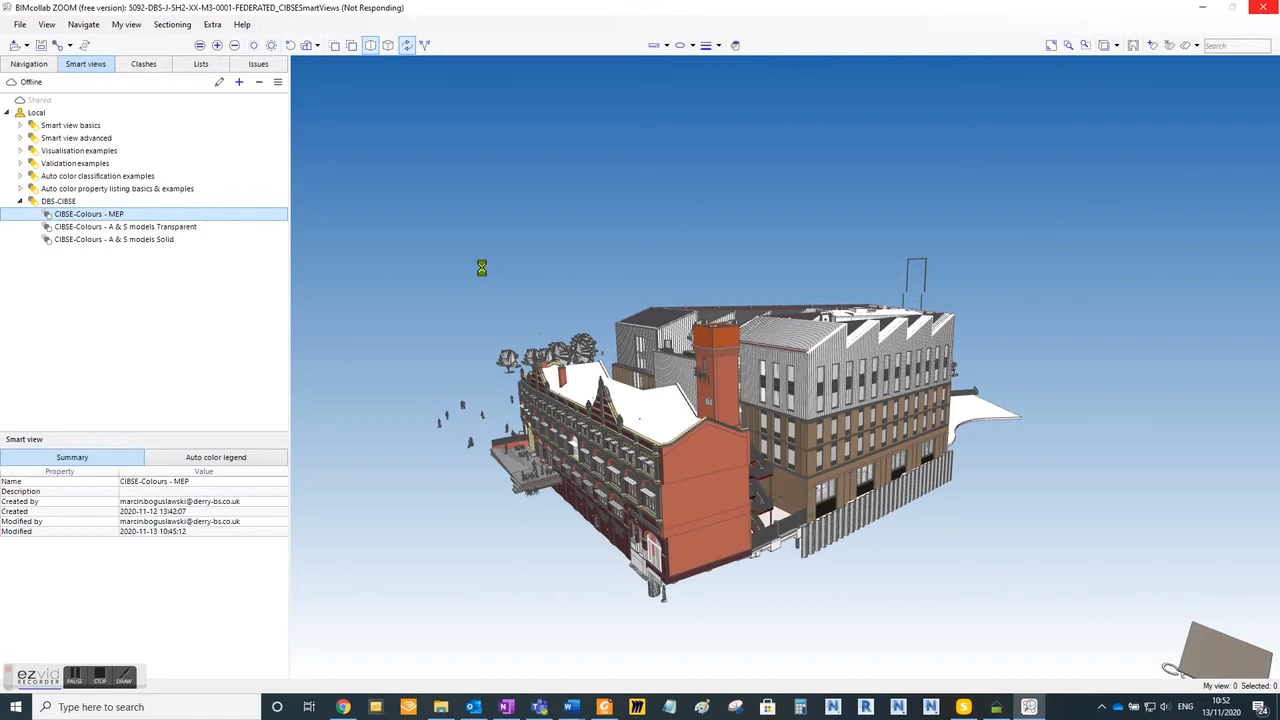 BIMcollab ZOOM (free version): 5092-DBS-J-SH2-XX-M3-0001-FEDERATED_CIBSESmartViews (Not Responding)
File View Navigate My view Sectioning Extra Help
Search
Navigation Smart views Clashes Lists Issues
Offline
Shared
Local
Smart view basics
Smart view advanced
Visualisation examples
Validation examples
Auto color classification examples
Auto color property listing basics & examples
DBS-CIBSE
CIBSE-Colours - MEP
CIBSE-Colours - A & S models Transparent
CIBSE-Colours - A & S models Solid
Smart view
Summary Auto color legend
Property Value
Name CIBSE-Colours - MEP
Description
Created by marcin.boguslawski@derry-bs.co.uk
Created 2020-11-12 13:42:07
Modified by marcin.boguslawski@derry-bs.co.uk
Modified 2020-11-13 10:45:12
ezvid
RECORDER
PAUSE STOP DRAW
My view: 0 Selected: 0
Type here to search
ENG
10:52
13/11/2020